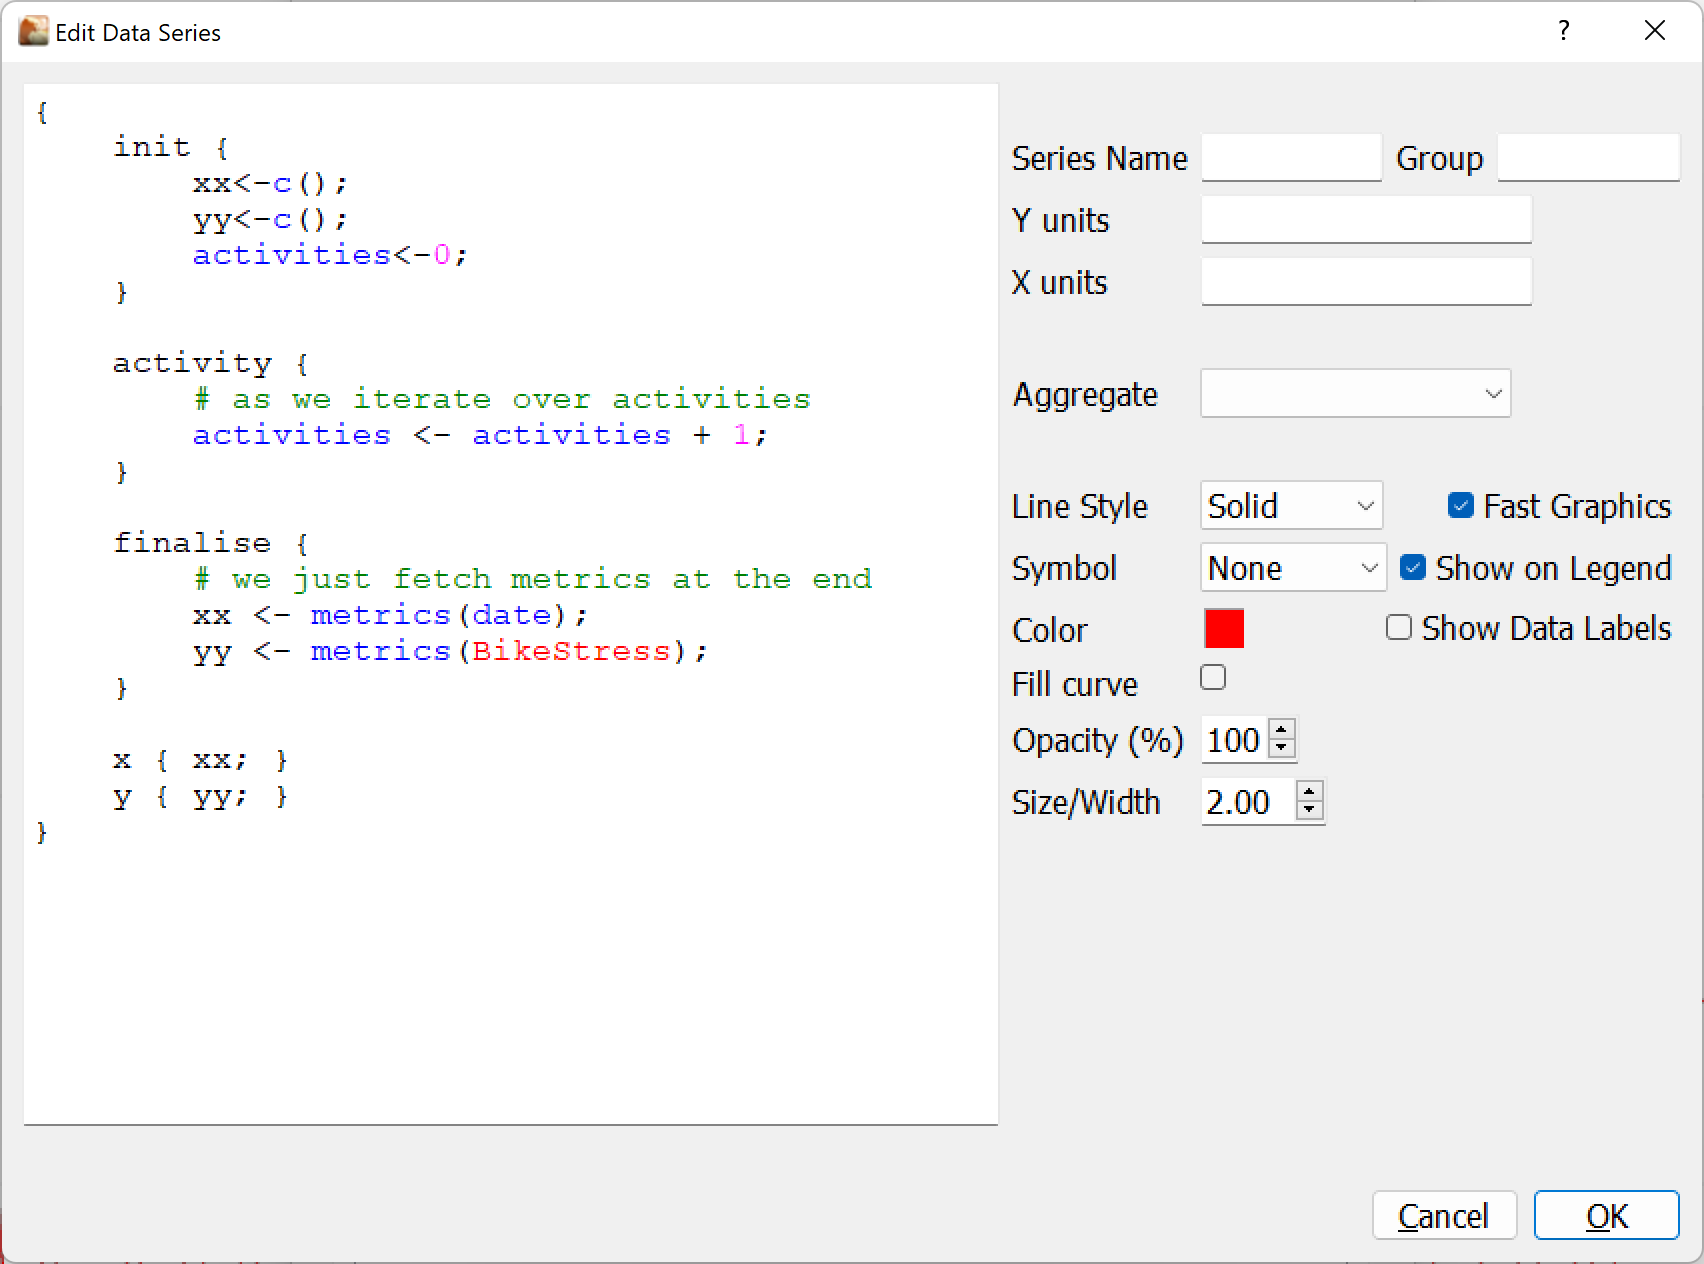 Edit Data Series
?
{
init {
xx<-c();
yy<-c();
activities<-0;
}
activity {
# as we iterate over activities
activities <- activities + 1;
}
finalise {
# we just fetch metrics at the end
xx <- metrics(date);
yy <- metrics(BikeStress);
}
x { xx; }
y { yy; }
}
Series Name
Group
Y units
X units
Aggregate
Line Style Solid Fast Graphics
Symbol None Show on Legend
Color Show Data Labels
Fill curve
Opacity (%) 100
Size/Width 2.00
Cancel OK